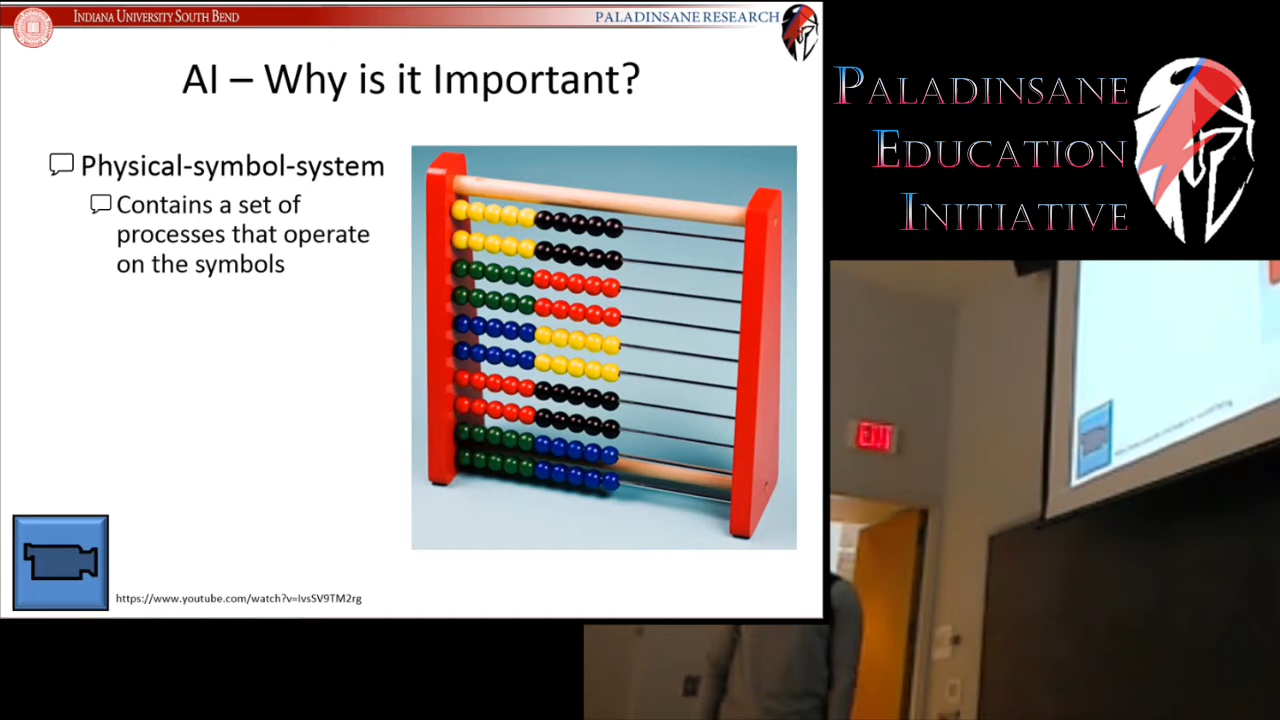 INDIANA UNIVERSITY SOUTH BEND
PALADINSANE RESEARCH
AI – Why is it Important?
Physical-symbol-system
Contains a set of
processes that operate
on the symbols
https://www.youtube.com/watch?v=IvsSV9TM2rg
PALADINSANE
EDUCATION
INITIATIVE
EXIT